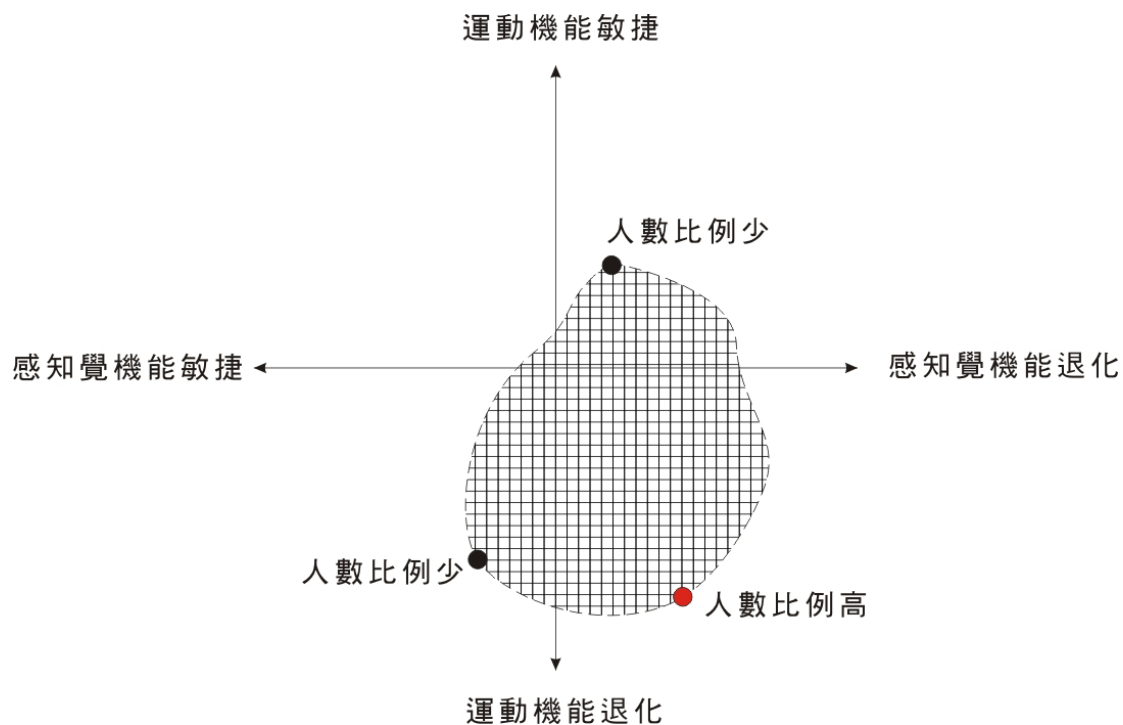 運動機能敏捷
人數比例少
感知覺機能敏捷
感知覺機能退化
人數比例少
人數比例高
運動機能退化